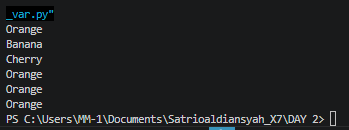 _var.py"
Orange
Banana
Cherry
Orange
Orange
Orange
PS C:\Users\MM-1\Documents\Satrioaldiansyah_X7\DAY 2>